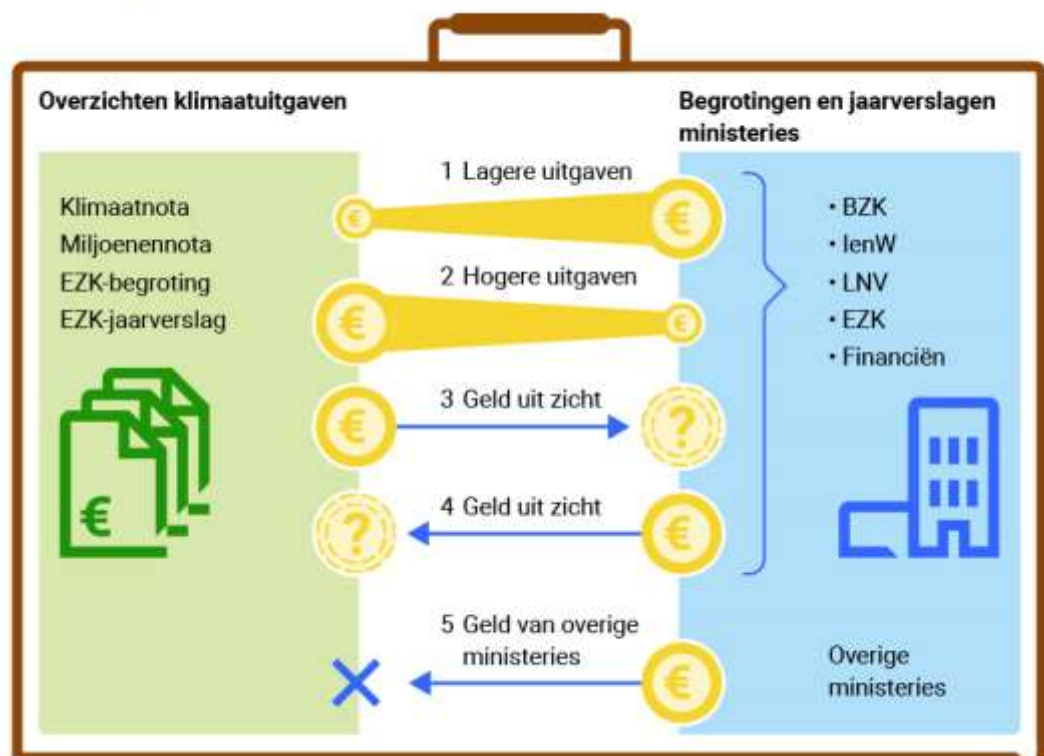 Overzichten klimaatuitgaven
Begrotingen en jaarverslagen
ministeries
Klimaatnota
Miljoenennota
EZK-begroting
EZK-jaarverslag
1 Lagere uitgaven
€
€
2 Hogere uitgaven
€
€
3 Geld uit zicht
€
?
4 Geld uit zicht
?
€
5 Geld van overige
ministeries
€
€
• BZK
• IenW
• LNV
• EZK
• Financiën
Overige
ministeries